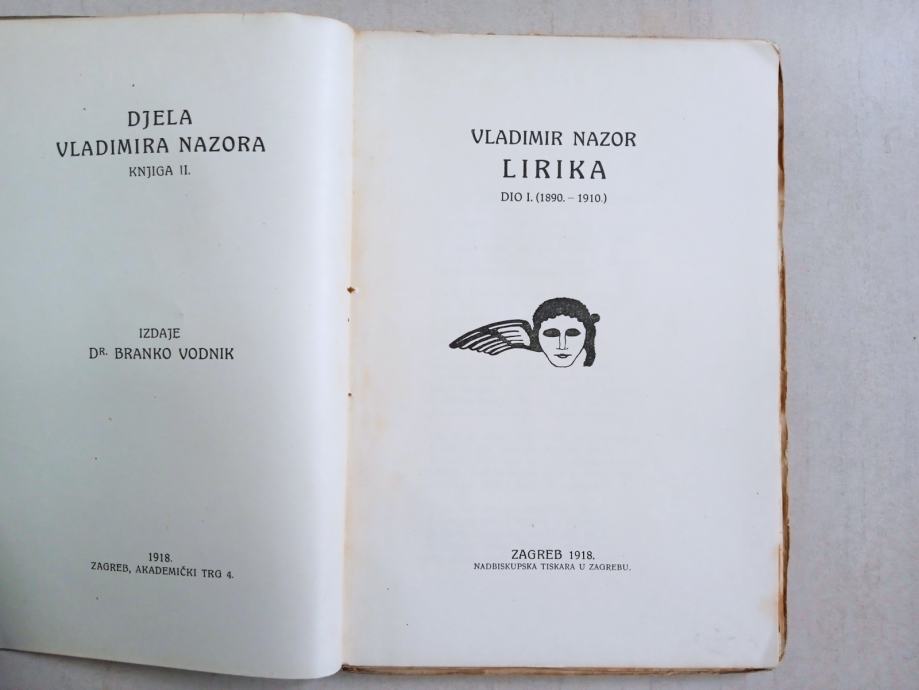 DJELA
VLADIMIRA NAZORA
KNJIGA II.
IZDAJE
DR. BRANKO VODNIK
1918.
ZAGREB, AKADEMIČKI TRG 4.
VLADIMIR NAZOR
LIRIKA
DIO I. (1890. – 1910.)
ZAGREB 1918.
NADBISKUPSKA TISKARA U ZAGREBU.